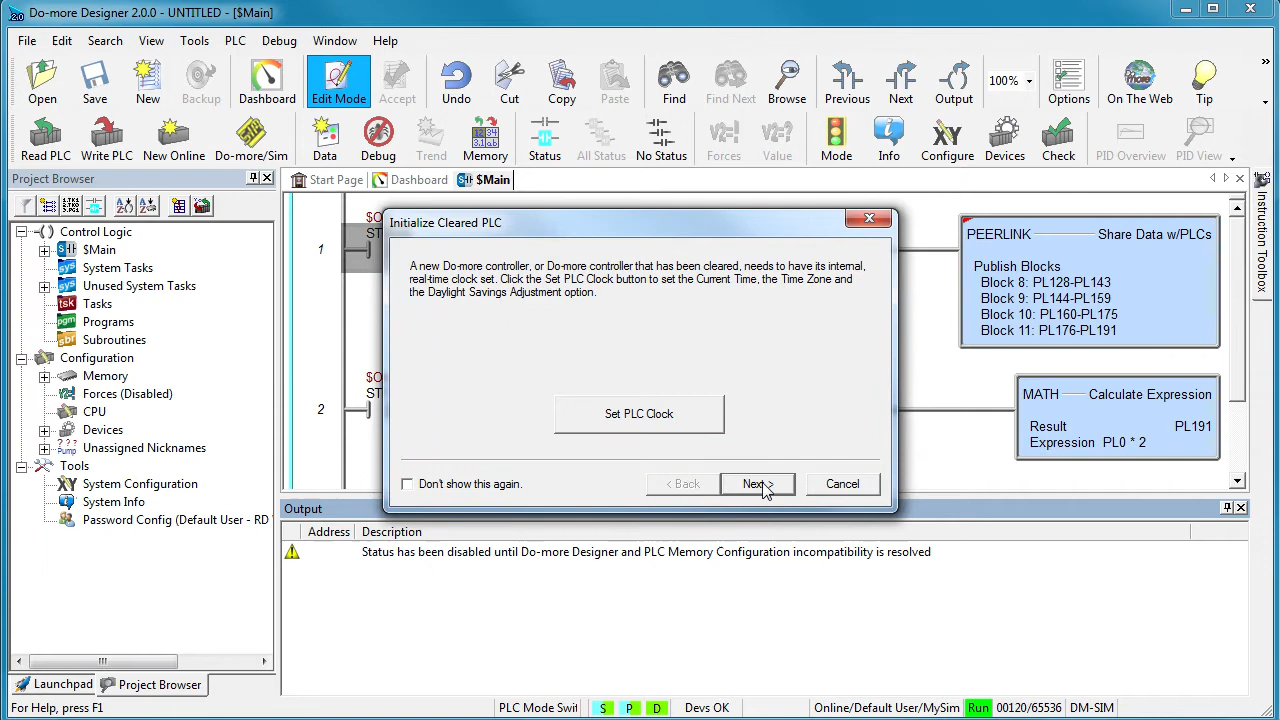 Do-more Designer 2.0.0 - UNTITLED - [$Main]
File Edit Search View Tools PLC Debug Window Help
Open Save New Backup Dashboard Edit Mode Accept Undo Cut Copy Paste Find Find Next Browse Previous Next Output 100% Options On The Web Tip
Read PLC Write PLC New Online Do-more/Sim Data Debug Trend Memory Status All Status No Status Forces Value Mode Info Configure Devices Check PID Overview PID View
Project Browser
Start Page Dashboard $Main
Control Logic
$Main
System Tasks
Unused System Tasks
Tasks
Programs
Subroutines
Configuration
Memory
Forces (Disabled)
CPU
Devices
Unassigned Nicknames
Tools
System Configuration
System Info
Password Config (Default User - RD
Launchpad Project Browser
1
PEERLINK Share Data w/PLCs
Publish Blocks
Block 8: PL128-PL143
Block 9: PL144-PL159
Block 10: PL160-PL175
Block 11: PL176-PL191
2
MATH Calculate Expression
Result PL191
Expression PL0 * 2
Instruction Toolbox
Initialize Cleared PLC
A new Do-more controller, or Do-more controller that has been cleared, needs to have its internal,
real-time clock set. Click the Set PLC Clock button to set the Current Time, the Time Zone and
the Daylight Savings Adjustment option.
Set PLC Clock
Don't show this again.
< Back Next > Cancel
Output
Address Description
Status has been disabled until Do-more Designer and PLC Memory Configuration incompatibility is resolved
For Help, press F1
PLC Mode Swit S P D Devs OK Online/Default User/MySim Run 00120/65536 DM-SIM